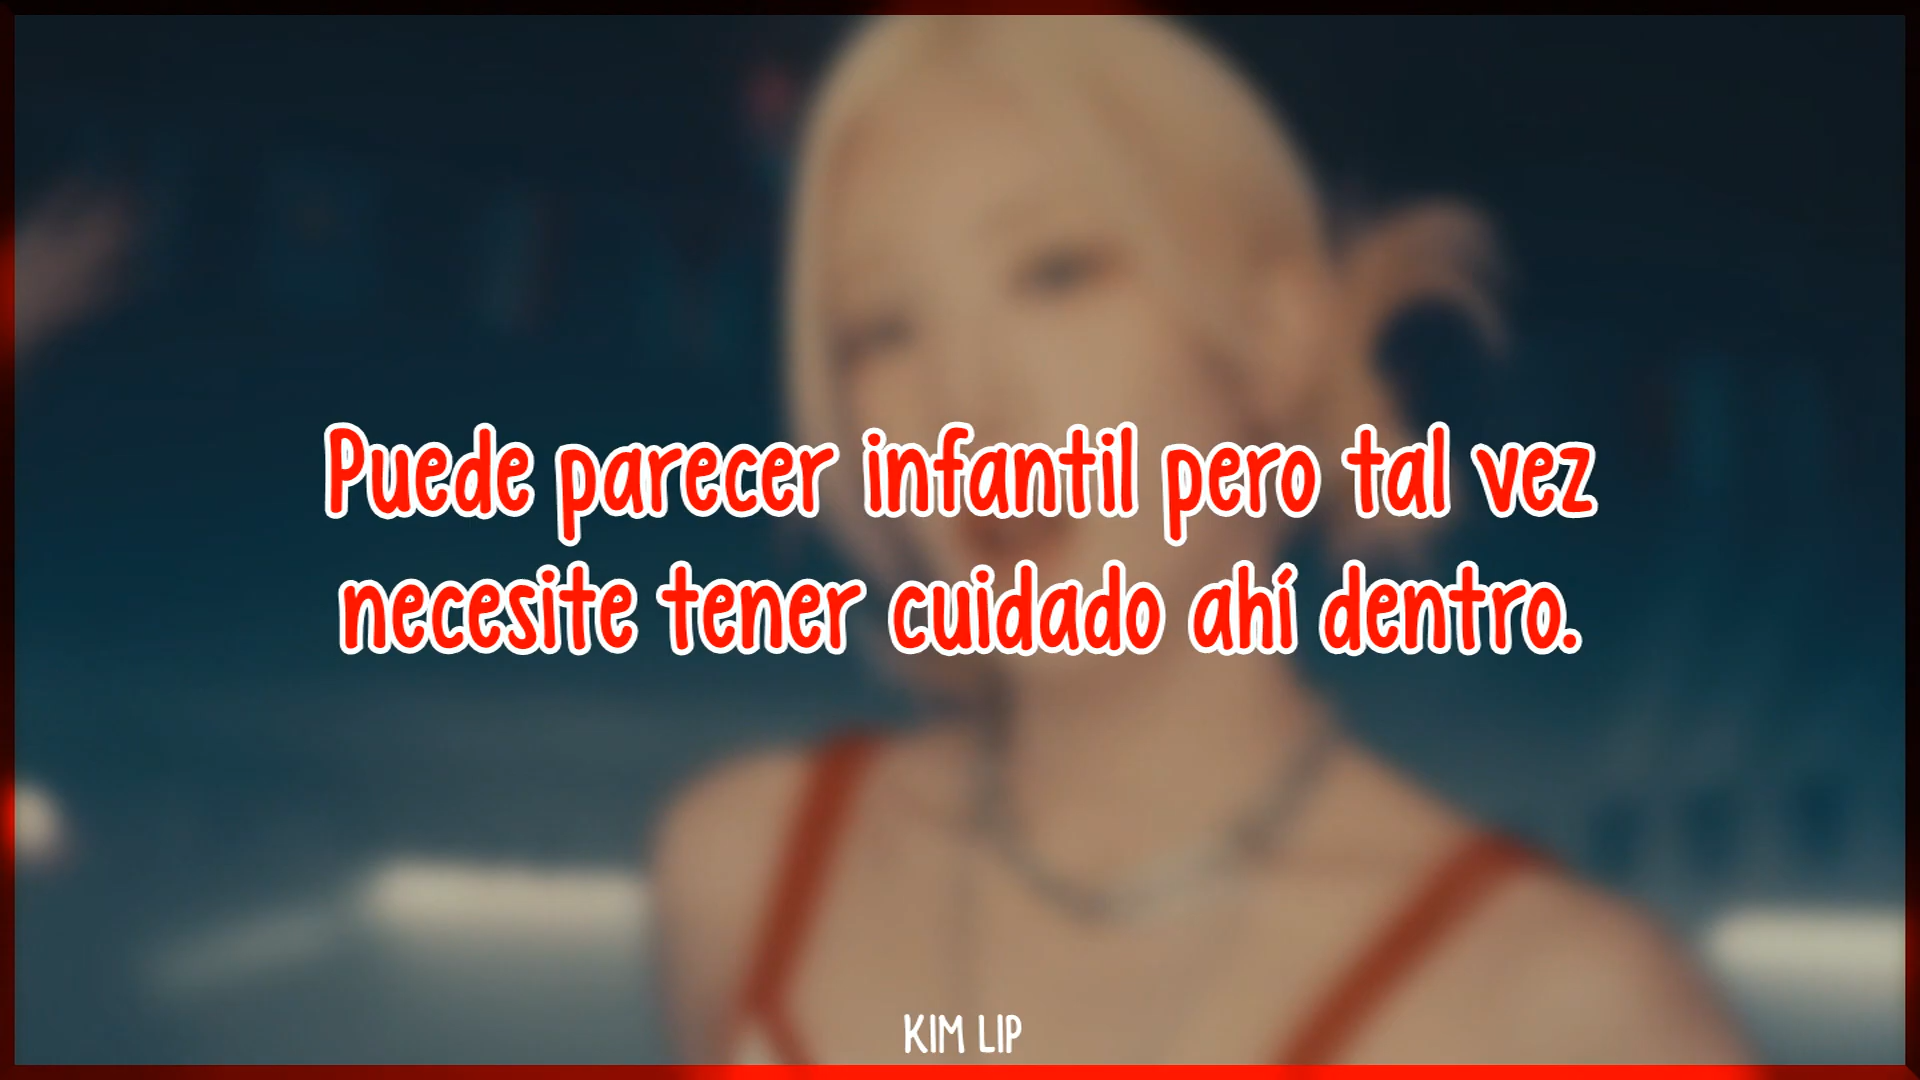 Puede parecer infantil pero tal vez
necesite tener cuidado ahí dentro.
KIM LIP